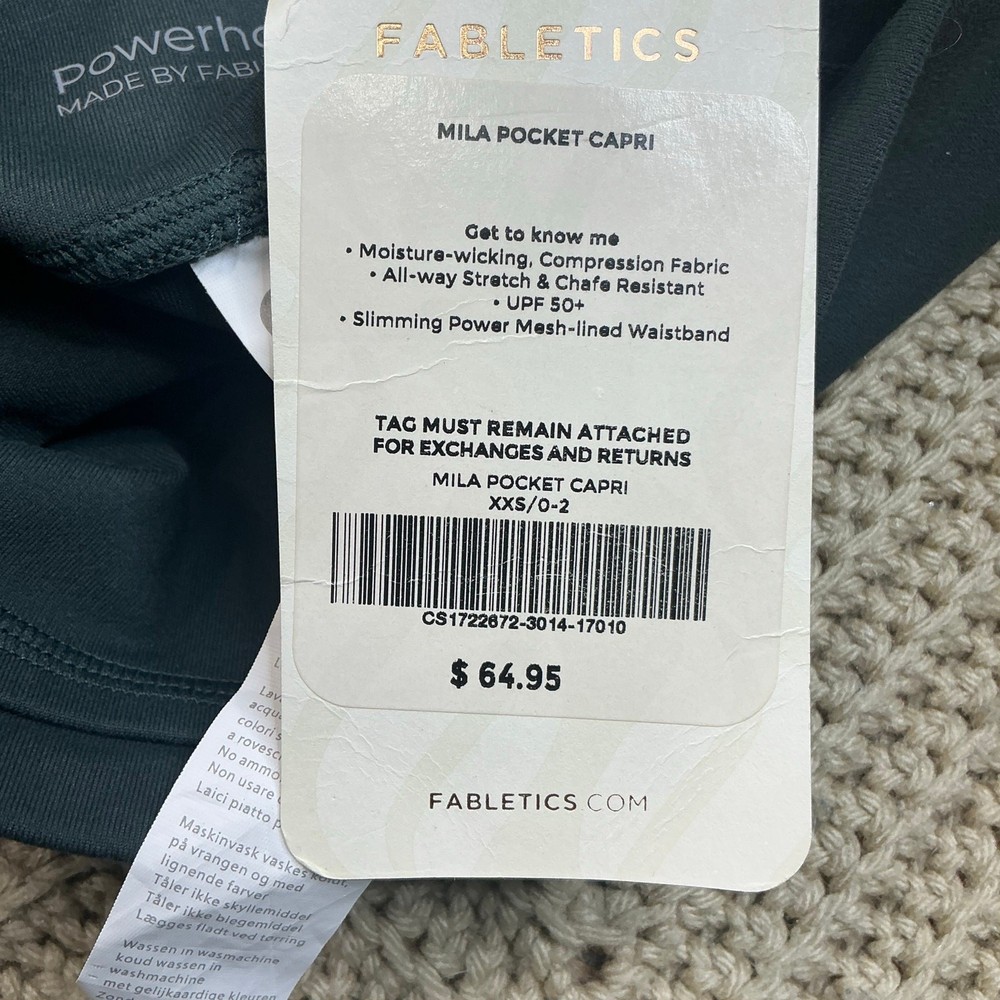 powerho
MADE BY FABL
FABLETICS
MILA POCKET CAPRI
Get to know me
• Moisture-wicking, Compression Fabric
• All-way Stretch & Chafe Resistant
• UPF 50+
• Slimming Power Mesh-lined Waistband
TAG MUST REMAIN ATTACHED
FOR EXCHANGES AND RETURNS
MILA POCKET CAPRI
XXS/0-2
CS1722672-3014-17010
$ 64.95
FABLETICS.COM
Lav
acqu
colori s
a rovesc
No ammo
Non usare
Laici piatto p
Maskinvask vaskes koldt,
på vrangen og med
lignende farver
Tåler ikke skyllemiddel
Tåler ikke blegemiddel
Lægges fladt ved tørring
Wassen in wasmachine
koud wassen in
washmachine
met gelijkaardige kleuren
Zond